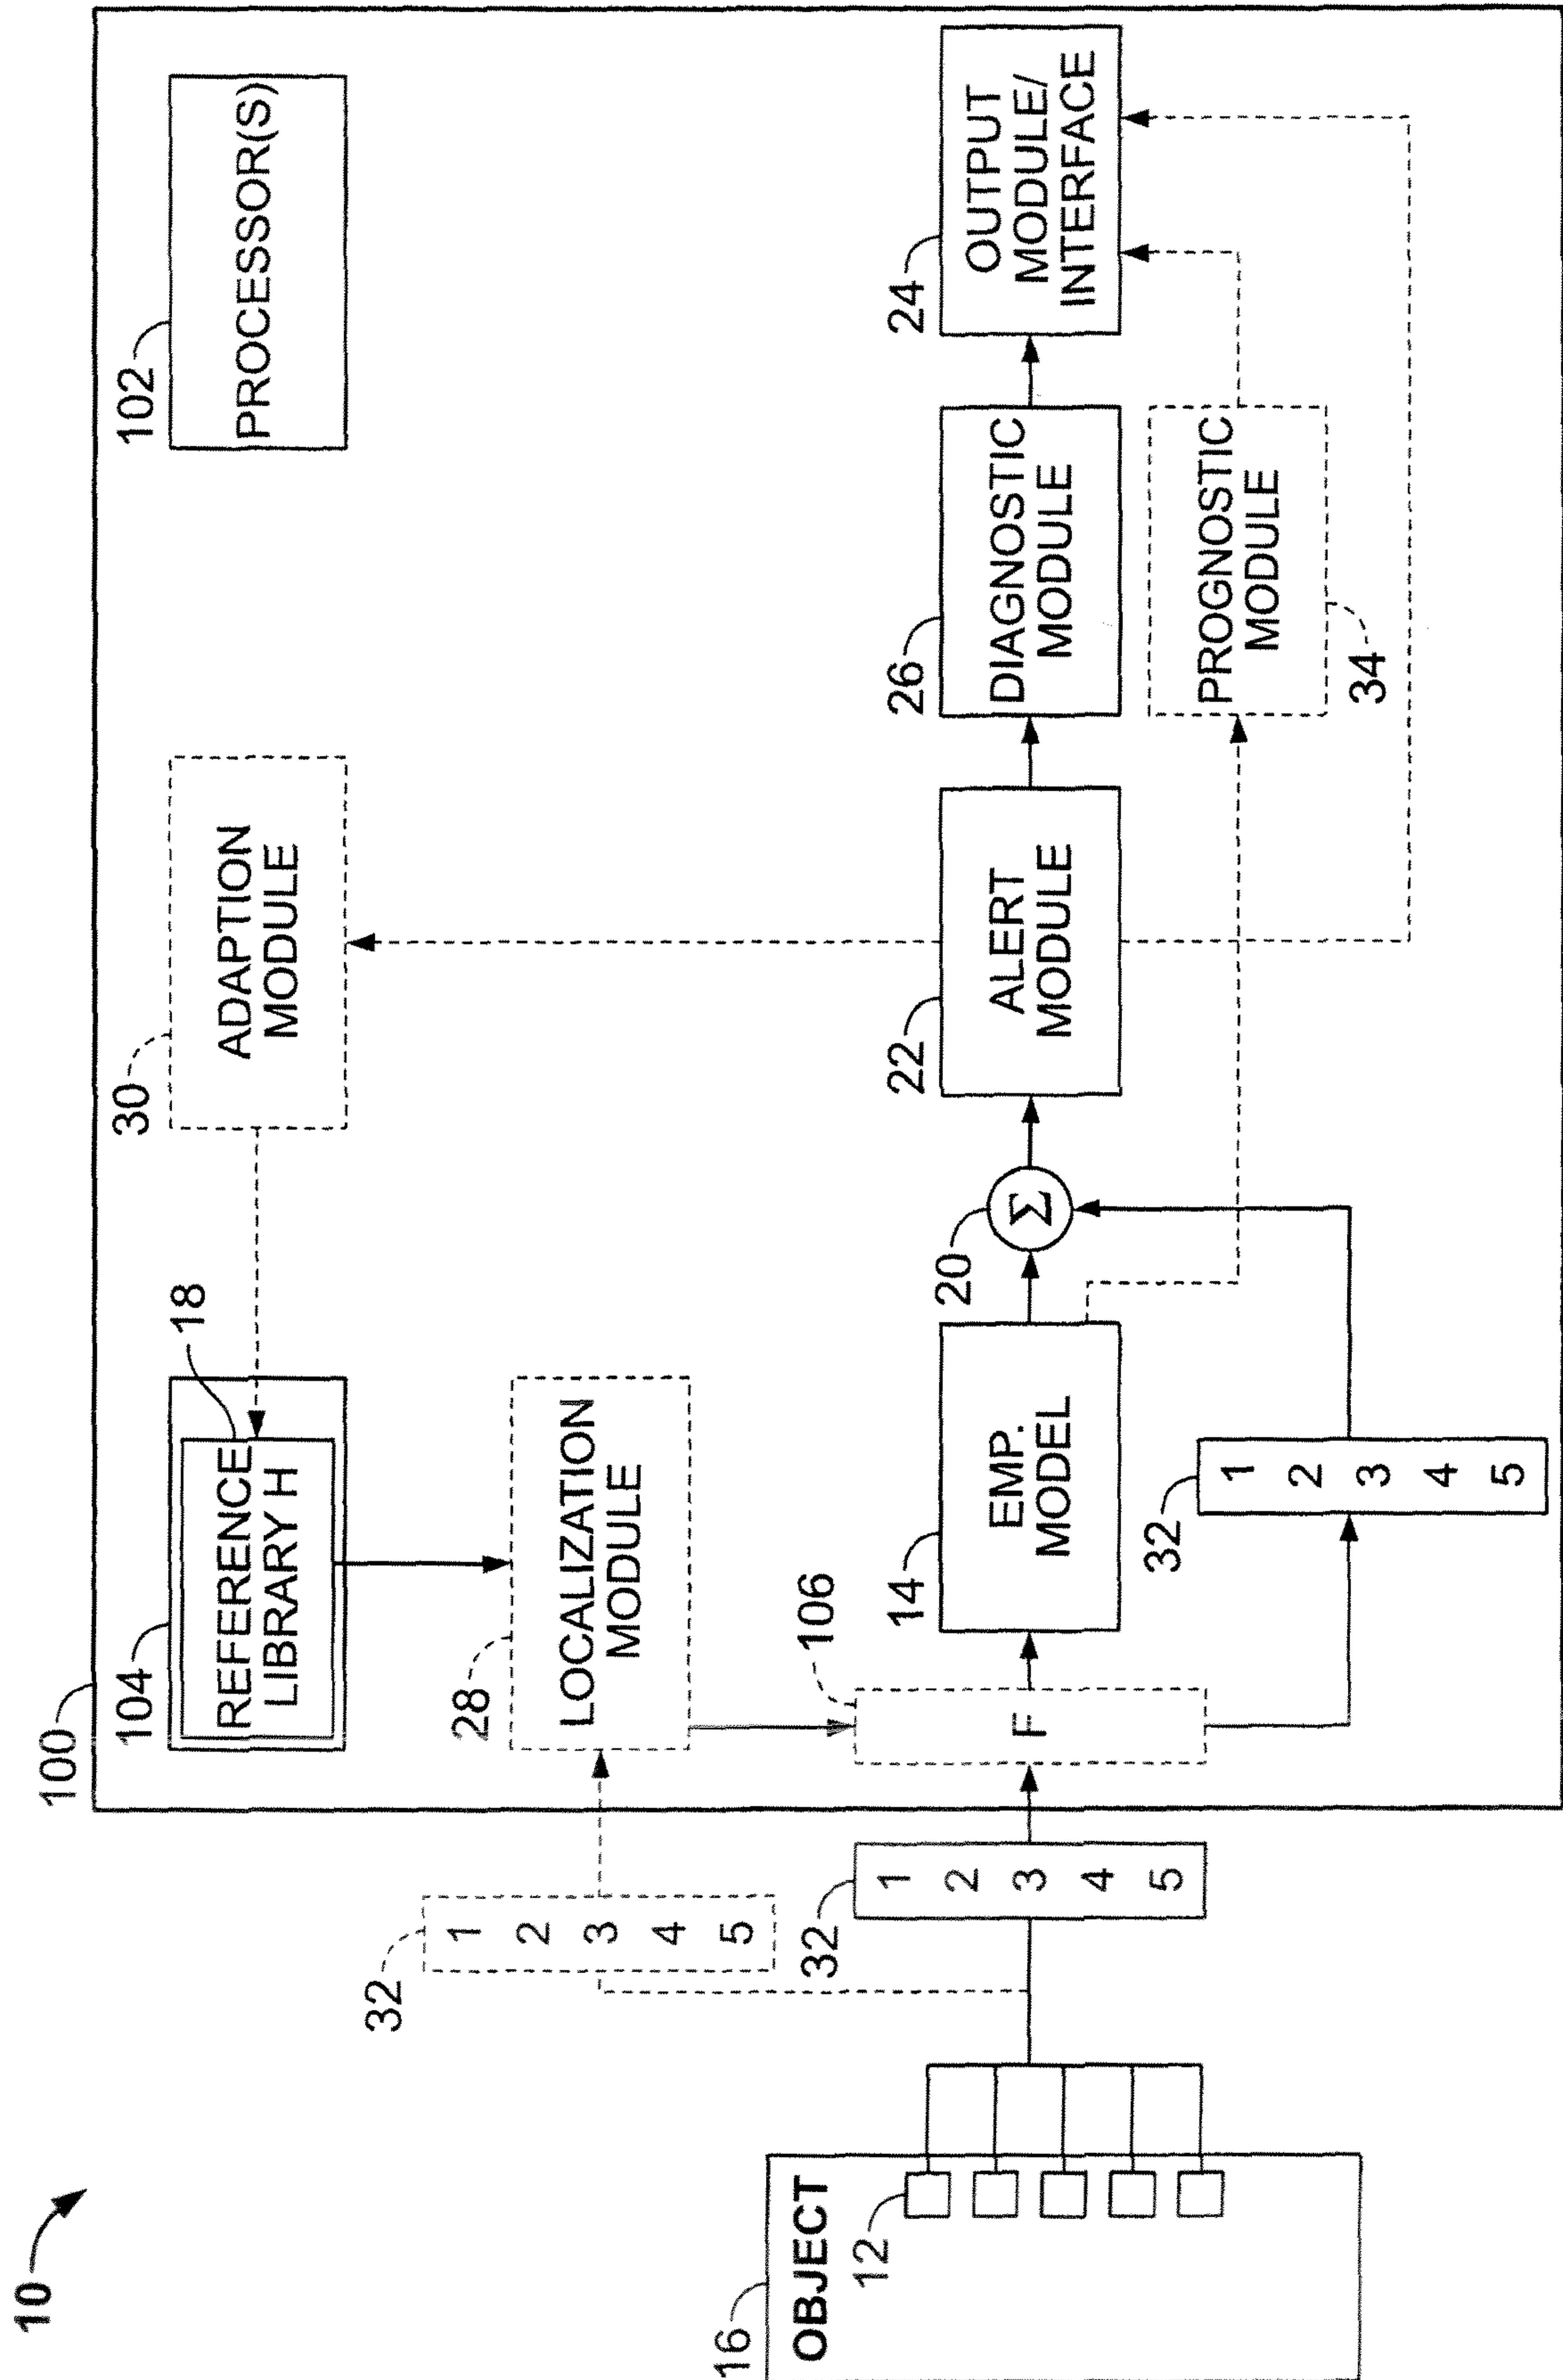 10
100
102
PROCESSOR(S)
104
REFERENCE
LIBRARY H
18
30
ADAPTION
MODULE
28
LOCALIZATION
MODULE
32
1
2
3
4
5
16
OBJECT
12
32
1
2
3
4
5
106
F
14
EMP.
MODEL
20
Σ
22
ALERT
MODULE
26
DIAGNOSTIC
MODULE
24
OUTPUT
MODULE/
INTERFACE
32
1
2
3
4
5
PROGNOSTIC
MODULE
34